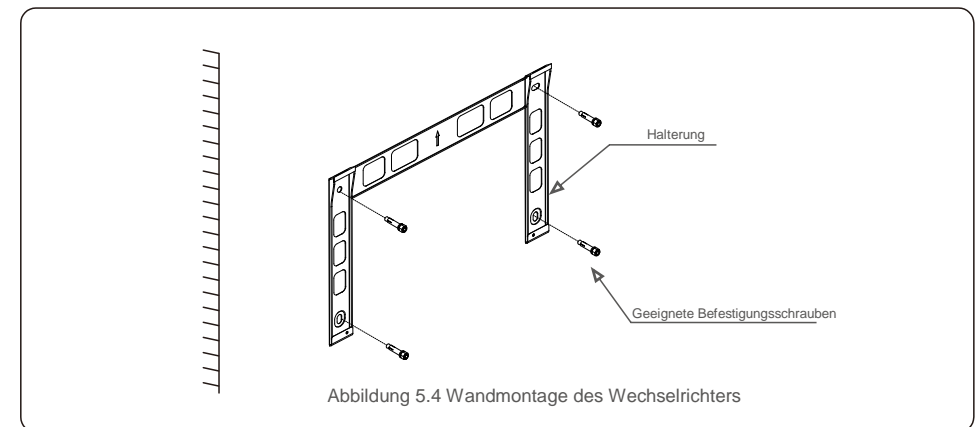 Halterung
Geeignete Befestigungsschrauben
Abbildung 5.4 Wandmontage des Wechselrichters